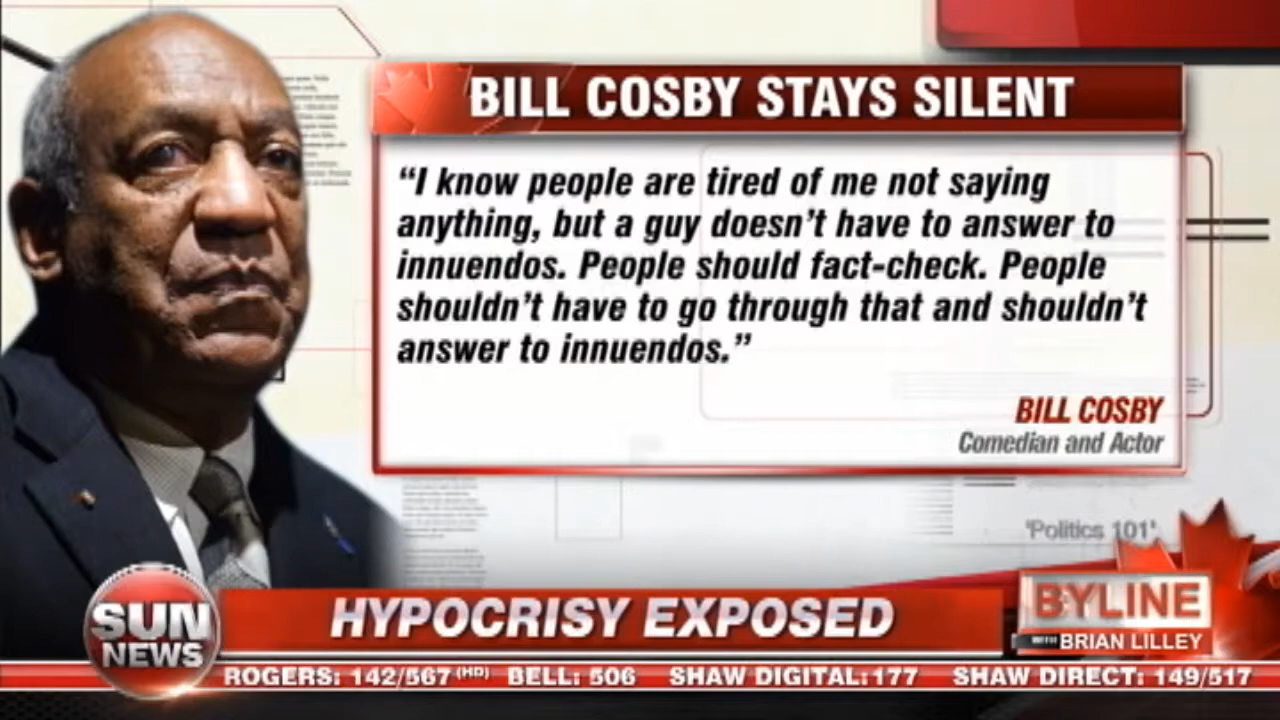 BILL COSBY STAYS SILENT
“I know people are tired of me not saying
anything, but a guy doesn’t have to answer to
innuendos. People should fact-check. People
shouldn’t have to go through that and shouldn’t
answer to innuendos.”
BILL COSBY
Comedian and Actor
'Politics 101'
SUN
NEWS
HYPOCRISY EXPOSED
BYLINE
WITH BRIAN LILLEY
ROGERS: 142/567 (HD) BELL: 506 SHAW DIGITAL: 177 SHAW DIRECT: 149/517